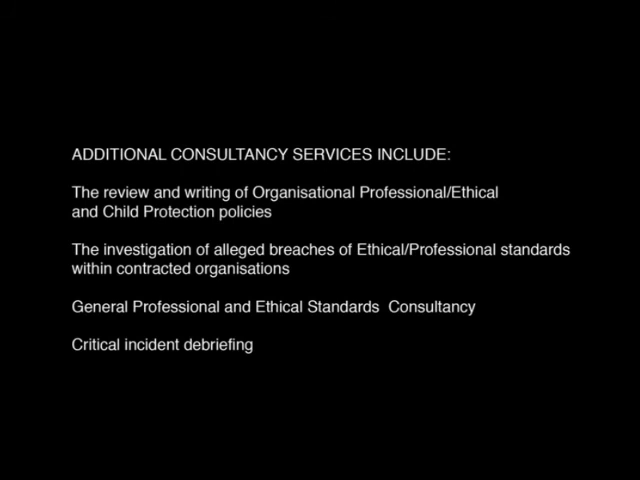 ADDITIONAL CONSULTANCY SERVICES INCLUDE:
The review and writing of Organisational Professional/Ethical
and Child Protection policies
The investigation of alleged breaches of Ethical/Professional standards
within contracted organisations
General Professional and Ethical Standards  Consultancy
Critical incident debriefing